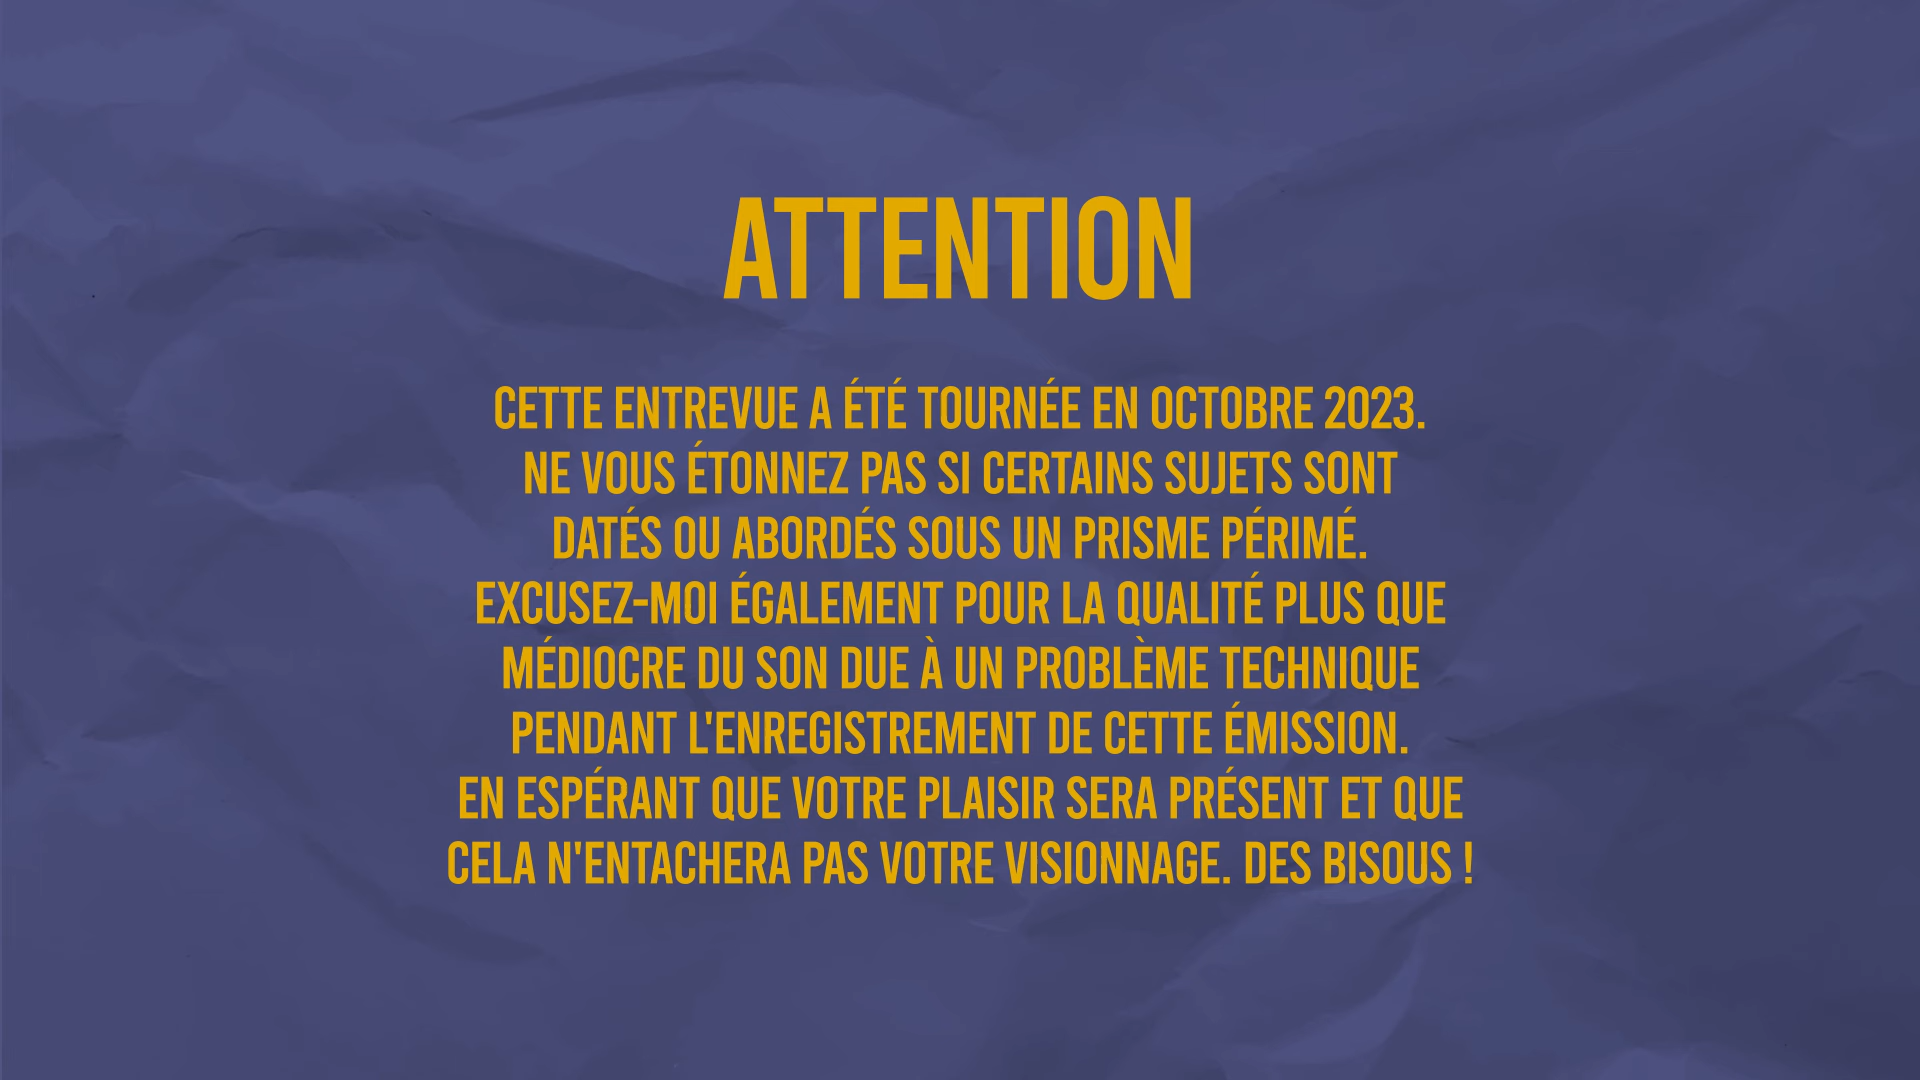 ATTENTION
CETTE ENTREVUE A ÉTÉ TOURNÉE EN OCTOBRE 2023.
NE VOUS ÉTONNEZ PAS SI CERTAINS SUJETS SONT
DATÉS OU ABORDÉS SOUS UN PRISME PÉRIMÉ.
EXCUSEZ-MOI ÉGALEMENT POUR LA QUALITÉ PLUS QUE
MÉDIOCRE DU SON DUE À UN PROBLÈME TECHNIQUE
PENDANT L'ENREGISTREMENT DE CETTE ÉMISSION.
EN ESPÉRANT QUE VOTRE PLAISIR SERA PRÉSENT ET QUE
CELA N'ENTACHERA PAS VOTRE VISIONNAGE. DES BISOUS !